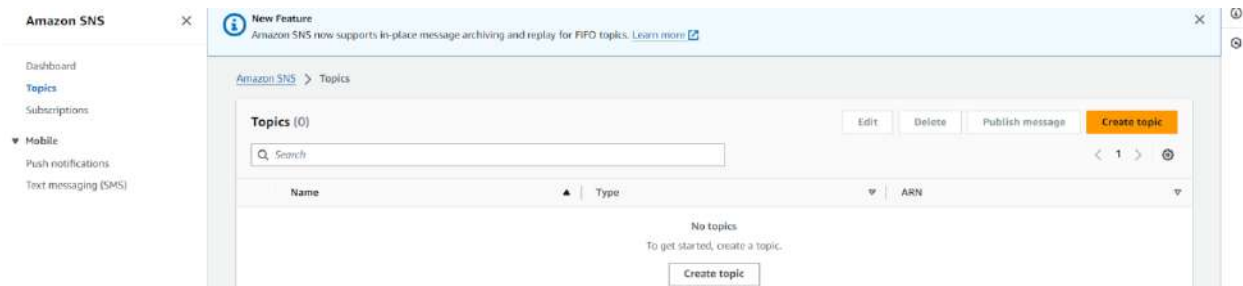 Amazon SNS
Dashboard
Topics
Subscriptions
Mobile
Push notifications
Text messaging (SMS)
New Feature
Amazon SNS now supports in-place message archiving and replay for FIFO topics. Learn more
Amazon SNS > Topics
Topics (0)
Edit Delete Publish message Create topic
Search
< 1 >
Name Type ARN
No topics
To get started, create a topic.
Create topic